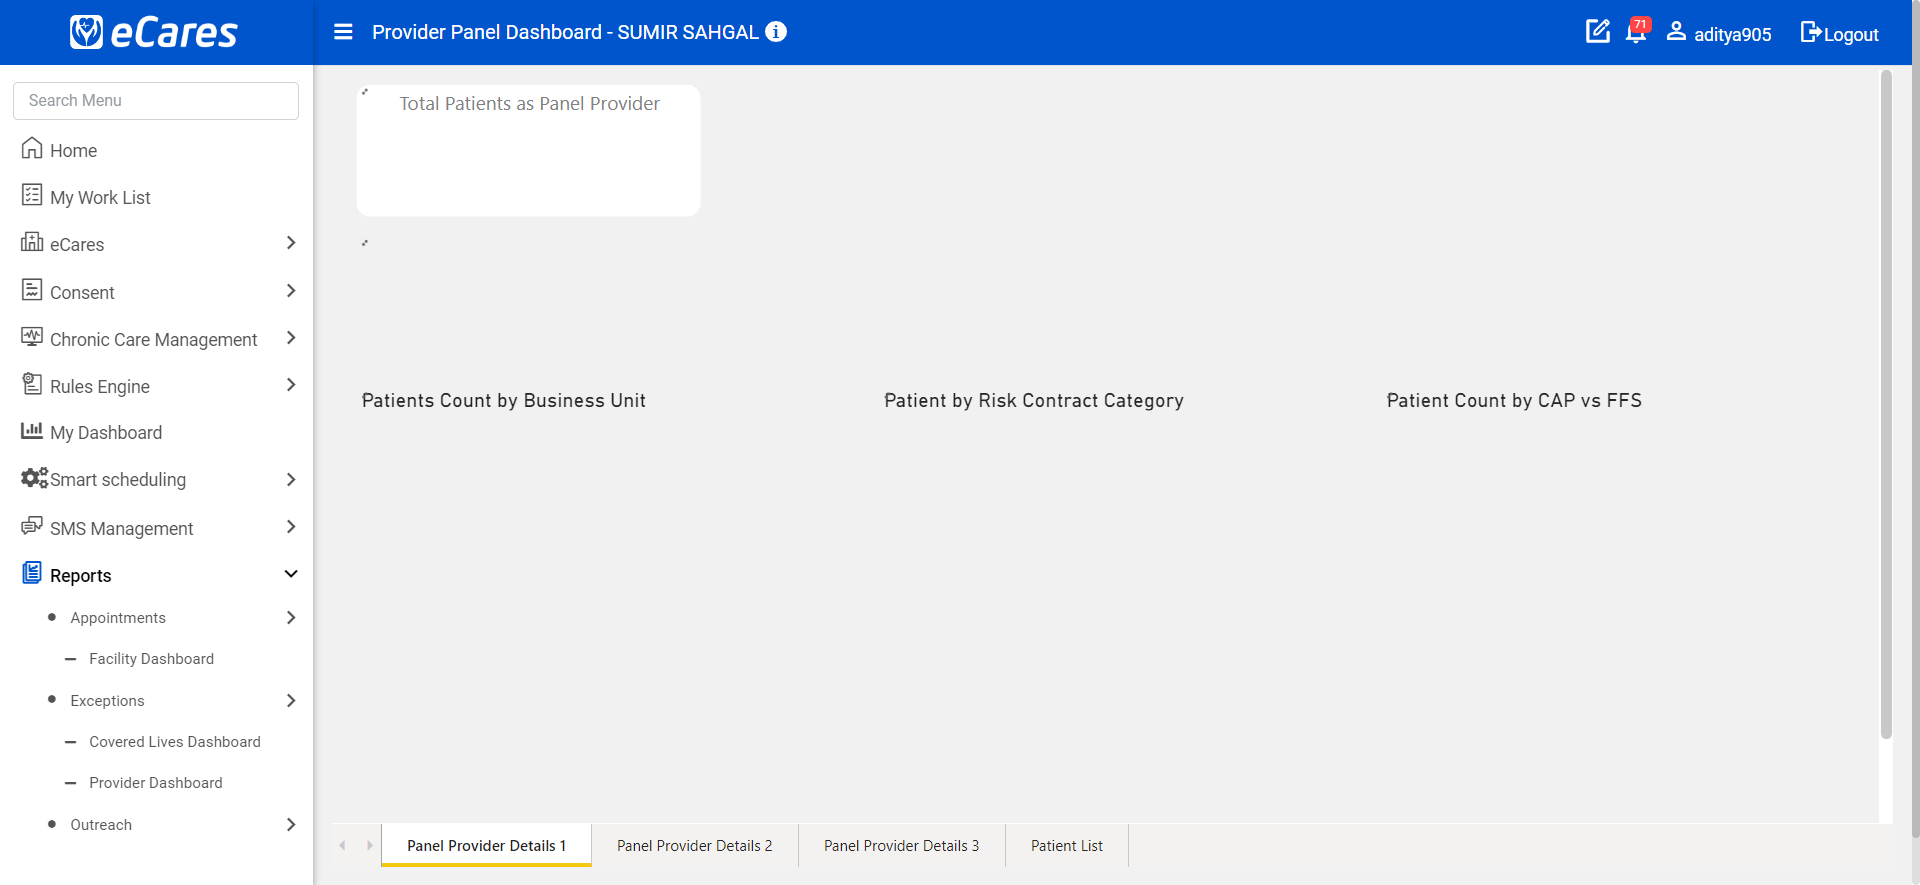 eCares
Provider Panel Dashboard - SUMIR SAHGAL
71
aditya905
Logout
Search Menu
Home
My Work List
eCares
Consent
Chronic Care Management
Rules Engine
My Dashboard
Smart scheduling
SMS Management
Reports
Appointments
Facility Dashboard
Exceptions
Covered Lives Dashboard
Provider Dashboard
Outreach
Total Patients as Panel Provider
Patients Count by Business Unit
Patient by Risk Contract Category
Patient Count by CAP vs FFS
Panel Provider Details 1
Panel Provider Details 2
Panel Provider Details 3
Patient List